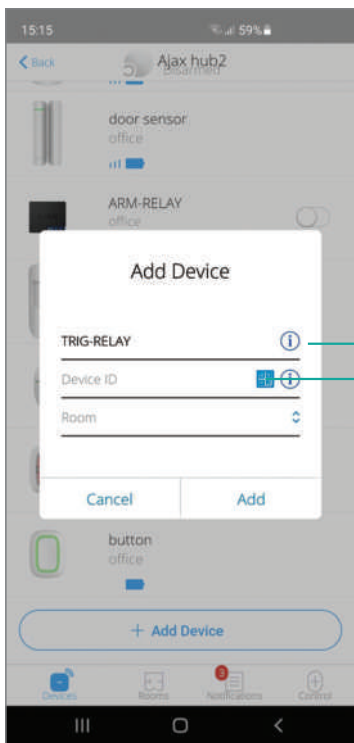 15:15
59%
Back
Ajax hub2
Disarmed
door sensor
office
ARM-RELAY
office
Add Device
TRIG-RELAY
Device ID
Room
Cancel
Add
button
office
+ Add Device
3
Devices
Rooms
Notifications
Control